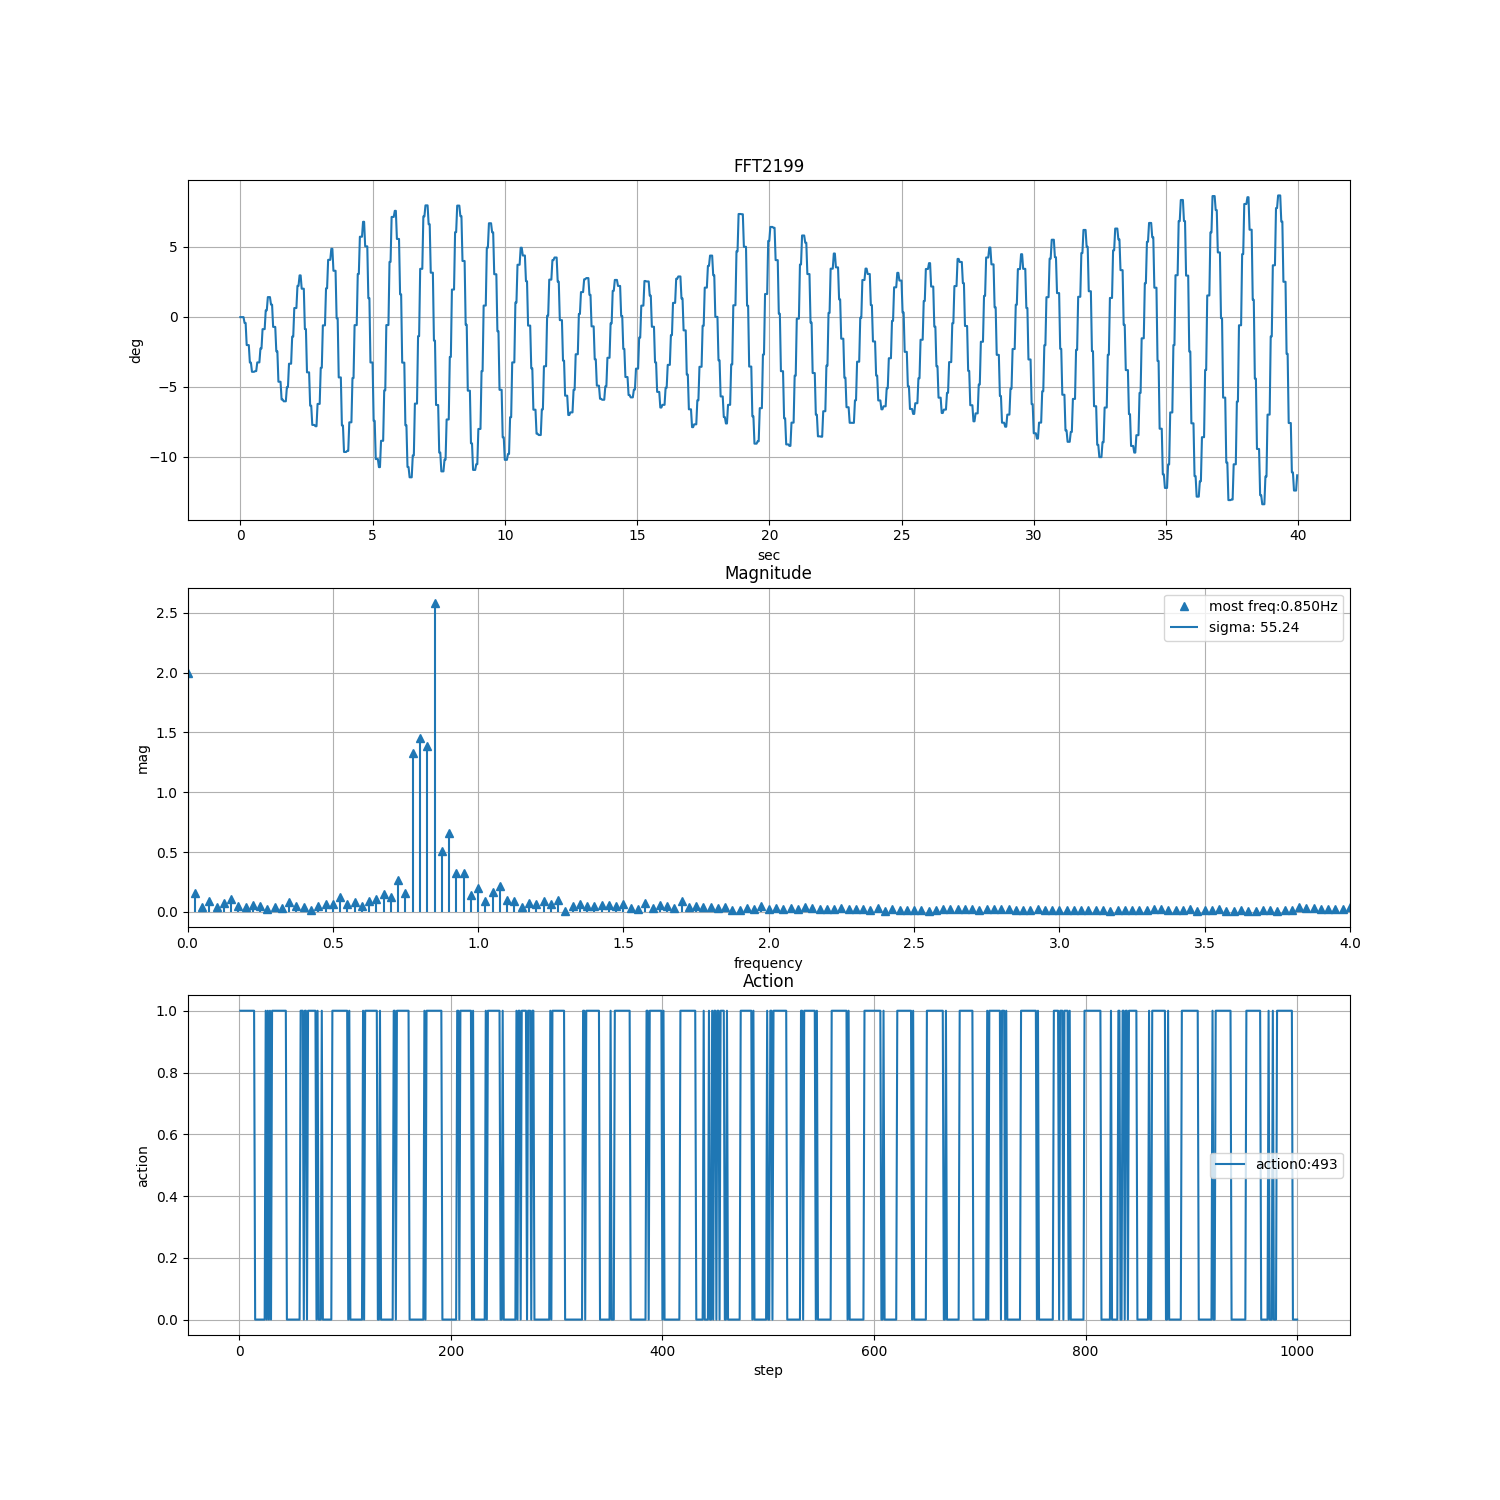 FFT2199
5
0
−5
−10
deg
0 5 10 15 20 25 30 35 40
sec
Magnitude
most freq:0.850Hz
sigma: 55.24
2.5
2.0
1.5
1.0
0.5
0.0
mag
0.0 0.5 1.0 1.5 2.0 2.5 3.0 3.5 4.0
frequency
Action
1.0
0.8
0.6
0.4
0.2
0.0
action
action0:493
0 200 400 600 800 1000
step